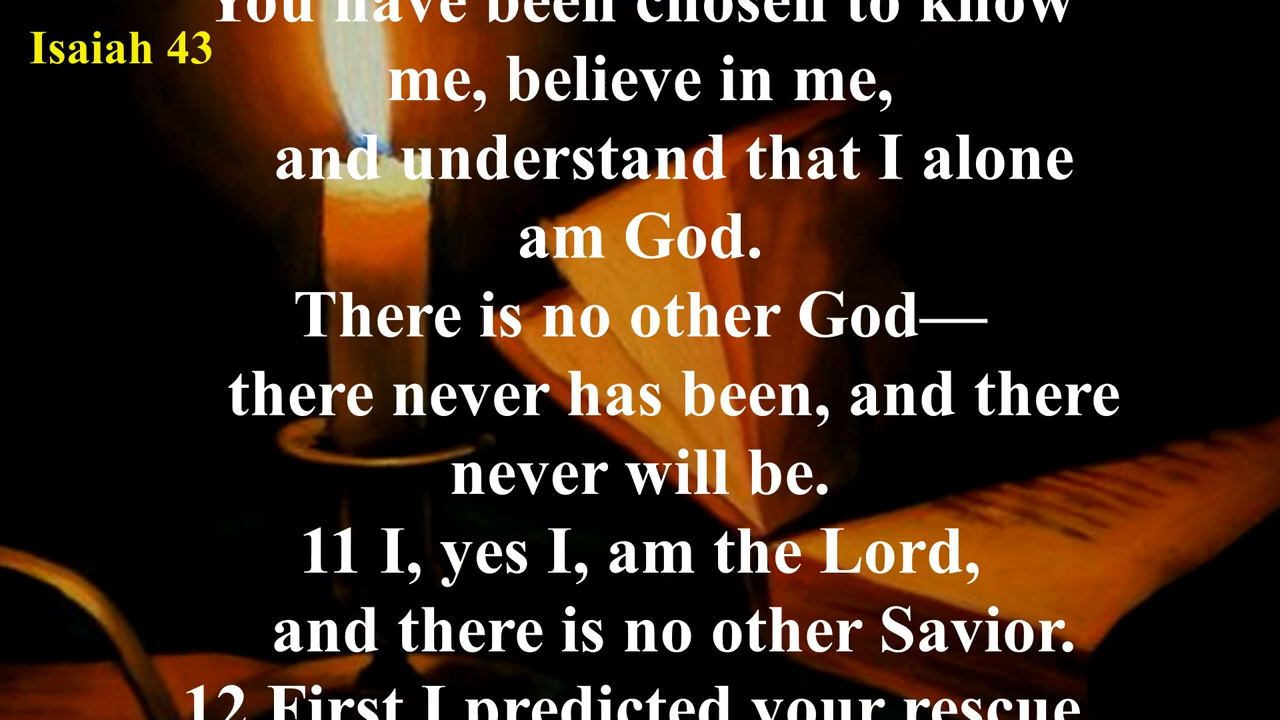 Isaiah 43
You have been chosen to know
me, believe in me,
and understand that I alone
am God.
There is no other God—
there never has been, and there
never will be.
11 I, yes I, am the Lord,
and there is no other Savior.
12 First I predicted your rescue